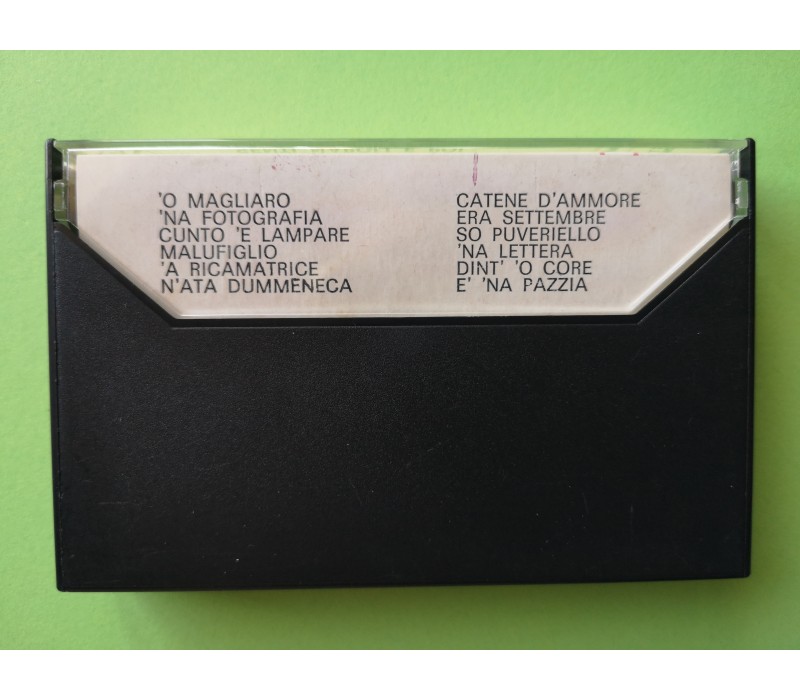 'O MAGLIARO
'NA FOTOGRAFIA
CUNTO 'E LAMPARE
MALUFIGLIO
'A RICAMATRICE
N'ATA DUMMENECA
CATENE D'AMMORE
ERA SETTEMBRE
SO PUVERIELLO
'NA LETTERA
DINT' 'O CORE
E' 'NA PAZZIA